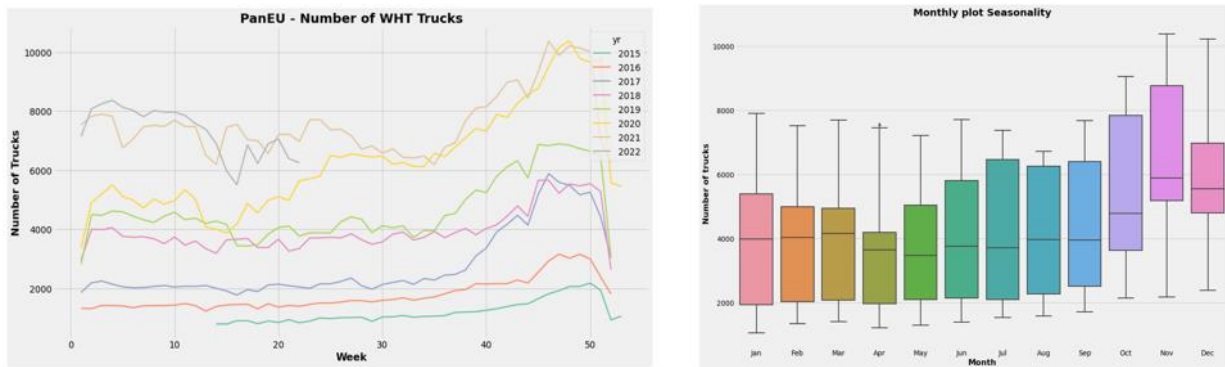 PanEU - Number of WHT Trucks
Number of Trucks
10000
8000
6000
4000
2000
0
10
20
30
40
50
Week
yr
2015
2016
2017
2018
2019
2020
2021
2022
Monthly plot Seasonality
Number of trucks
10000
8000
6000
4000
2000
Jan
Feb
Mar
Apr
May
Jun
Jul
Aug
Sep
Oct
Nov
Dec
Month